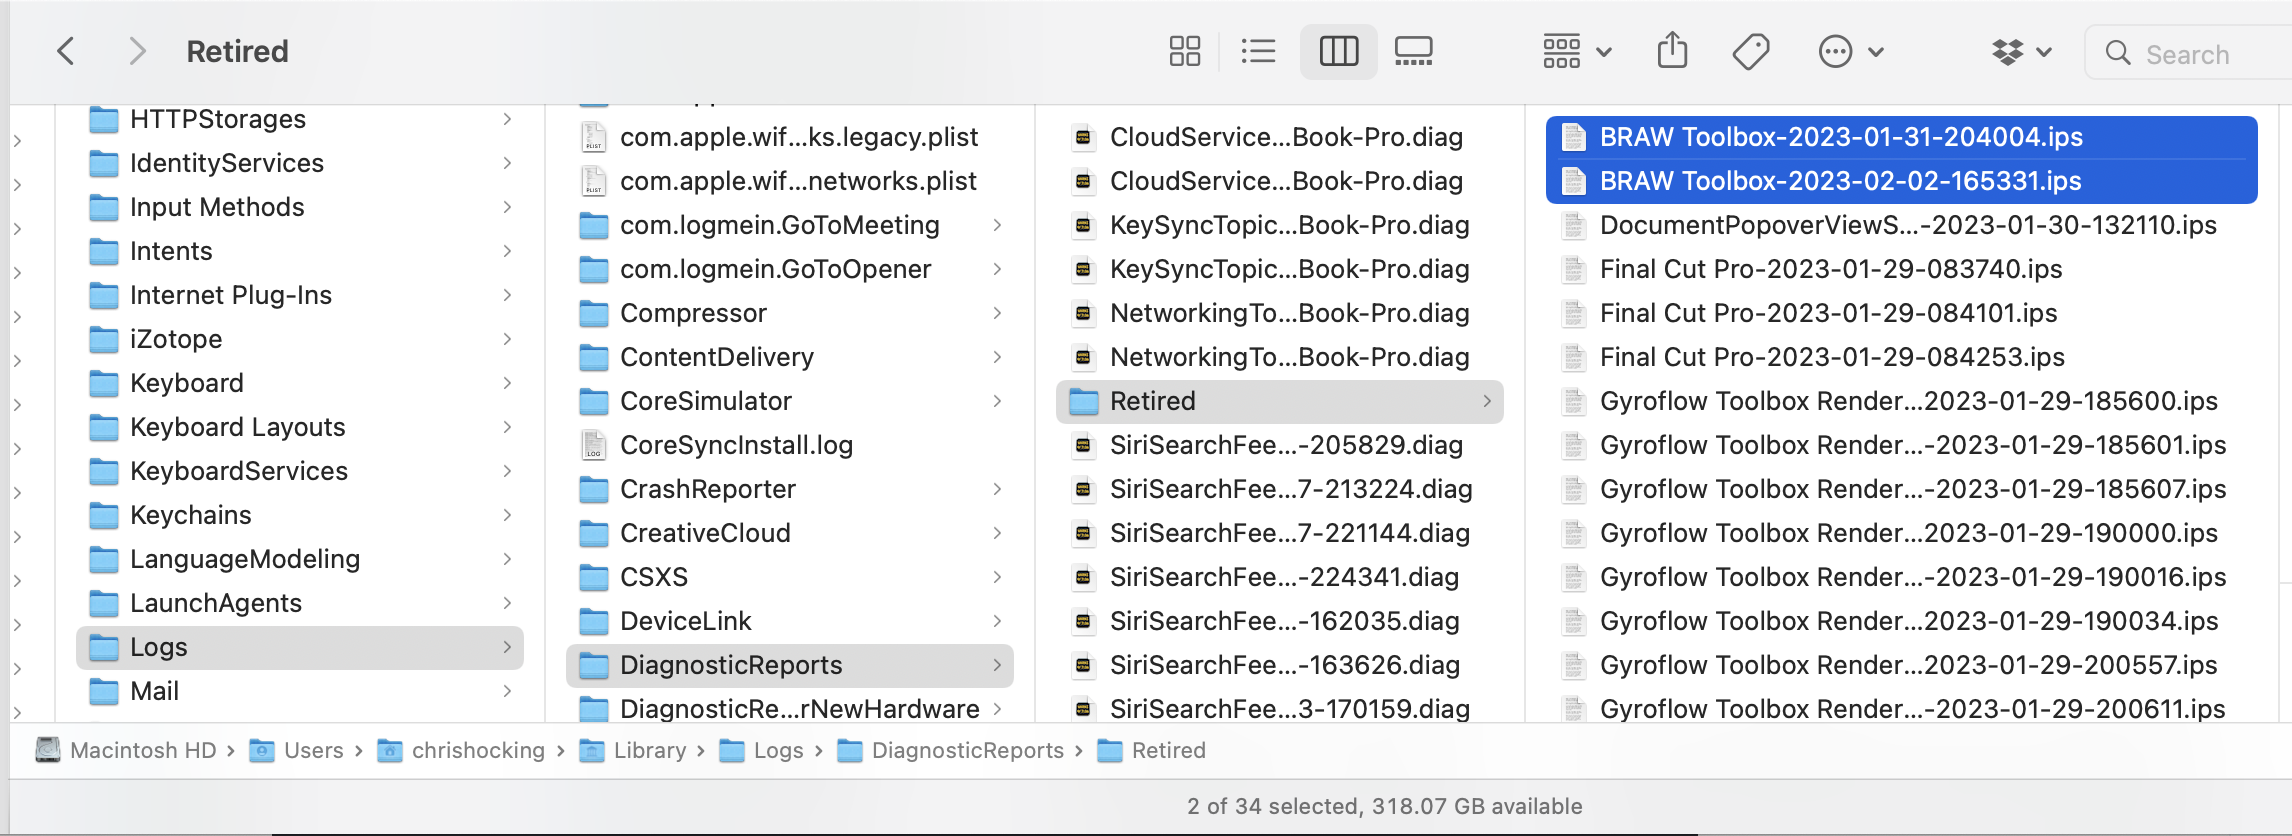 Retired
Search
HTTPStorages
IdentityServices
Input Methods
Intents
Internet Plug-Ins
iZotope
Keyboard
Keyboard Layouts
KeyboardServices
Keychains
LanguageModeling
LaunchAgents
Logs
Mail
com.apple.wif...ks.legacy.plist
com.apple.wif...networks.plist
com.logmein.GoToMeeting
com.logmein.GoToOpener
Compressor
ContentDelivery
CoreSimulator
CoreSyncInstall.log
CrashReporter
CreativeCloud
CSXS
DeviceLink
DiagnosticReports
DiagnosticRe...rNewHardware
CloudService...Book-Pro.diag
CloudService...Book-Pro.diag
KeySyncTopic...Book-Pro.diag
KeySyncTopic...Book-Pro.diag
NetworkingTo...Book-Pro.diag
NetworkingTo...Book-Pro.diag
Retired
SiriSearchFee...-205829.diag
SiriSearchFee...7-213224.diag
SiriSearchFee...7-221144.diag
SiriSearchFee...-224341.diag
SiriSearchFee...-162035.diag
SiriSearchFee...-163626.diag
SiriSearchFee...3-170159.diag
BRAW Toolbox-2023-01-31-204004.ips
BRAW Toolbox-2023-02-02-165331.ips
DocumentPopoverViewS...-2023-01-30-132110.ips
Final Cut Pro-2023-01-29-083740.ips
Final Cut Pro-2023-01-29-084101.ips
Final Cut Pro-2023-01-29-084253.ips
Gyroflow Toolbox Render...2023-01-29-185600.ips
Gyroflow Toolbox Render...-2023-01-29-185601.ips
Gyroflow Toolbox Render...-2023-01-29-185607.ips
Gyroflow Toolbox Render...2023-01-29-190000.ips
Gyroflow Toolbox Render...-2023-01-29-190016.ips
Gyroflow Toolbox Render...-2023-01-29-190034.ips
Gyroflow Toolbox Render...2023-01-29-200557.ips
Gyroflow Toolbox Render...-2023-01-29-200611.ips
Macintosh HD › Users › chrishocking › Library › Logs › DiagnosticReports › Retired
2 of 34 selected, 318.07 GB available